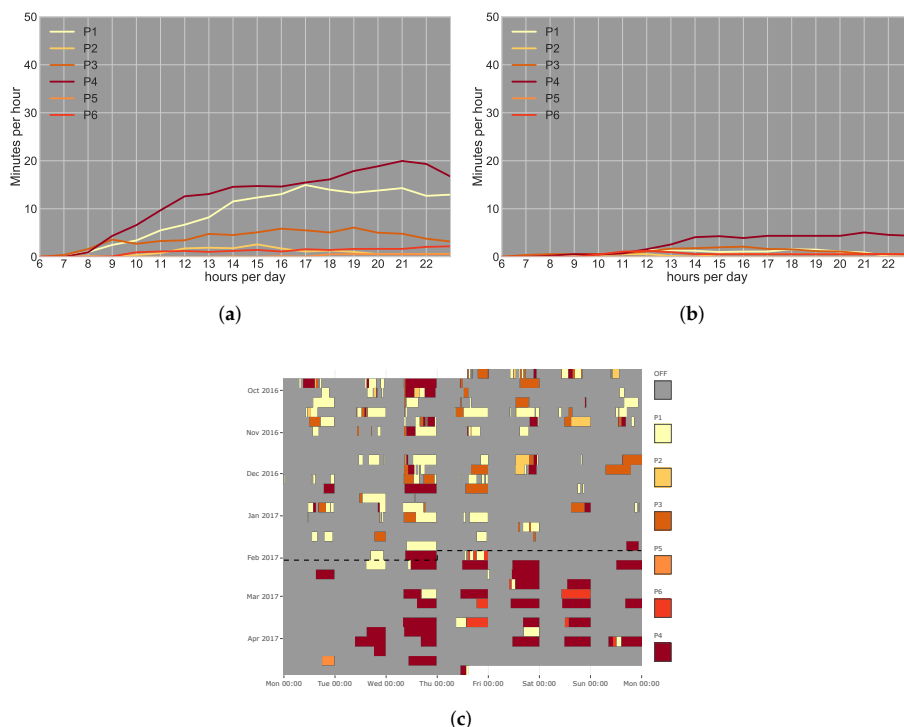 50
40
30
20
10
0
Minutes per hour
P1
P2
P3
P4
P5
P6
6 7 8 9 10 11 12 13 14 15 16 17 18 19 20 21 22
hours per day
(a)
50
40
30
20
10
0
Minutes per hour
P1
P2
P3
P4
P5
P6
6 7 8 9 10 11 12 13 14 15 16 17 18 19 20 21 22
hours per day
(b)
Oct 2016
Nov 2016
Dec 2016
Jan 2017
Feb 2017
Mar 2017
Apr 2017
Mon 00:00 Tue 00:00 Wed 00:00 Thu 00:00 Fri 00:00 Sat 00:00 Sun 00:00 Mon 00:00
OFF
P1
P2
P3
P5
P6
P4
(c)